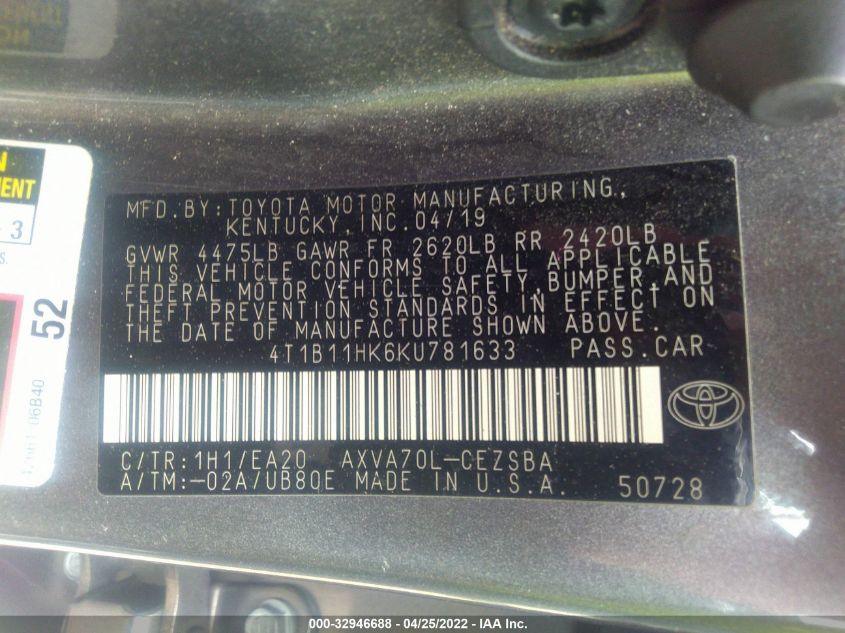 N
MENT
3
S.
52
06B40
MFD.BY:TOYOTA MOTOR MANUFACTURING,
KENTUCKY,INC.04/19
GVWR 4475LB GAWR FR 2620LB RR 2420LB
THIS VEHICLE CONFORMS TO ALL APPLICABLE
FEDERAL MOTOR VEHICLE SAFETY,BUMPER,AND
THEFT PREVENTION STANDARDS IN EFFECT ON
THE DATE OF MANUFACTURE SHOWN ABOVE.
4T1B11HK6KU781633 PASS.CAR
C/TR:1H1/EA20 AXVA70L-CEZSBA
A/TM:-02A/UB80E MADE IN U.S.A. 50728
000-32946688 - 04/25/2022 - IAA Inc.